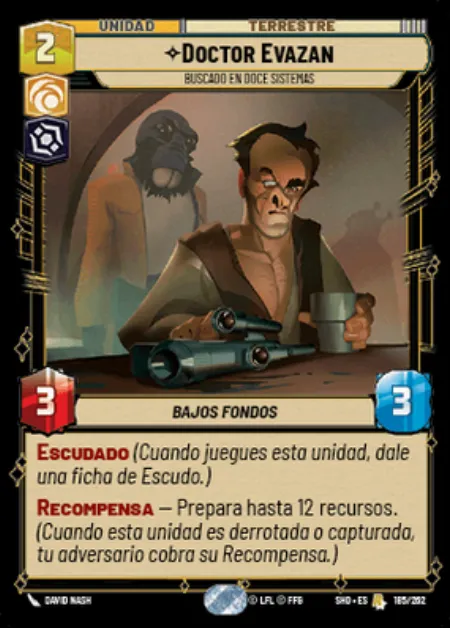 UNIDAD
TERRESTRE
2
DOCTOR EVAZAN
BUSCADO EN DOCE SISTEMAS
3
BAJOS FONDOS
3
ESCUDADO (Cuando juegues esta unidad, dale
una ficha de Escudo.)
RECOMPENSA – Prepara hasta 12 recursos.
(Cuando esta unidad es derrotada o capturada,
tu adversario cobra su Recompensa.)
DAVID NASH
© LFL © FFG
SHD • ES
185/262